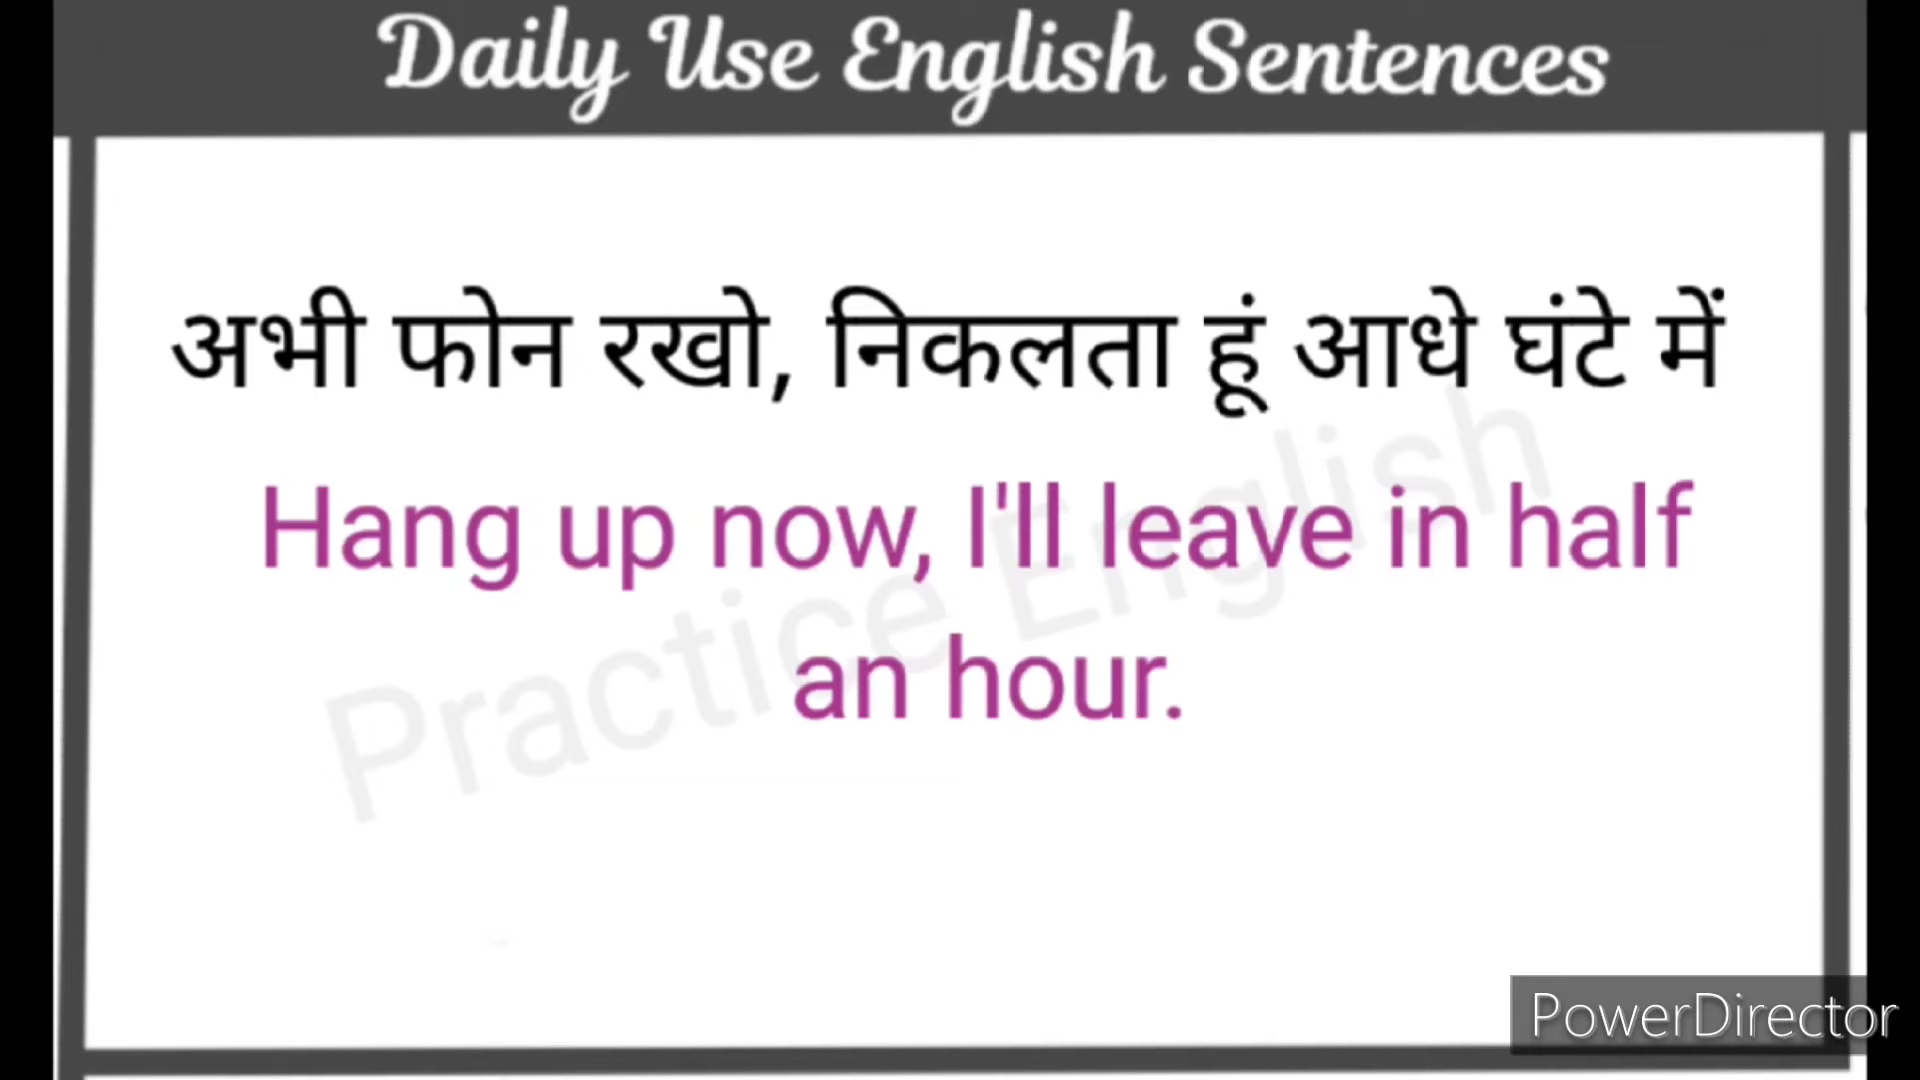 Daily Use English Sentences
अभी फोन रखो, निकलता हूं आधे घंटे में
Hang up now, I'll leave in half
an hour.
Practice English
PowerDirector